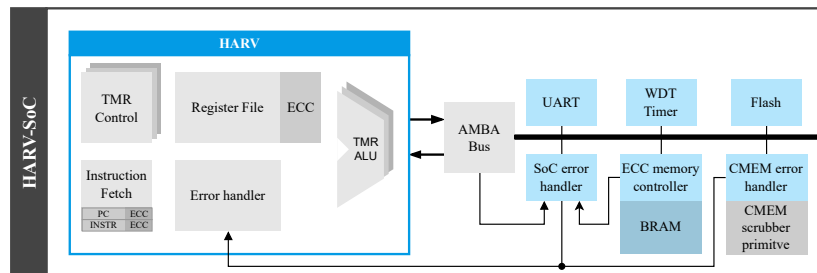 HARV-SoC
HARV
TMR
Control
Register File
ECC
TMR
ALU
Instruction
Fetch
PC
ECC
INSTR
ECC
Error handler
AMBA
Bus
UART
WDT
Timer
Flash
SoC error
handler
ECC memory
controller
BRAM
CMEM error
handler
CMEM
scrubber
primitve